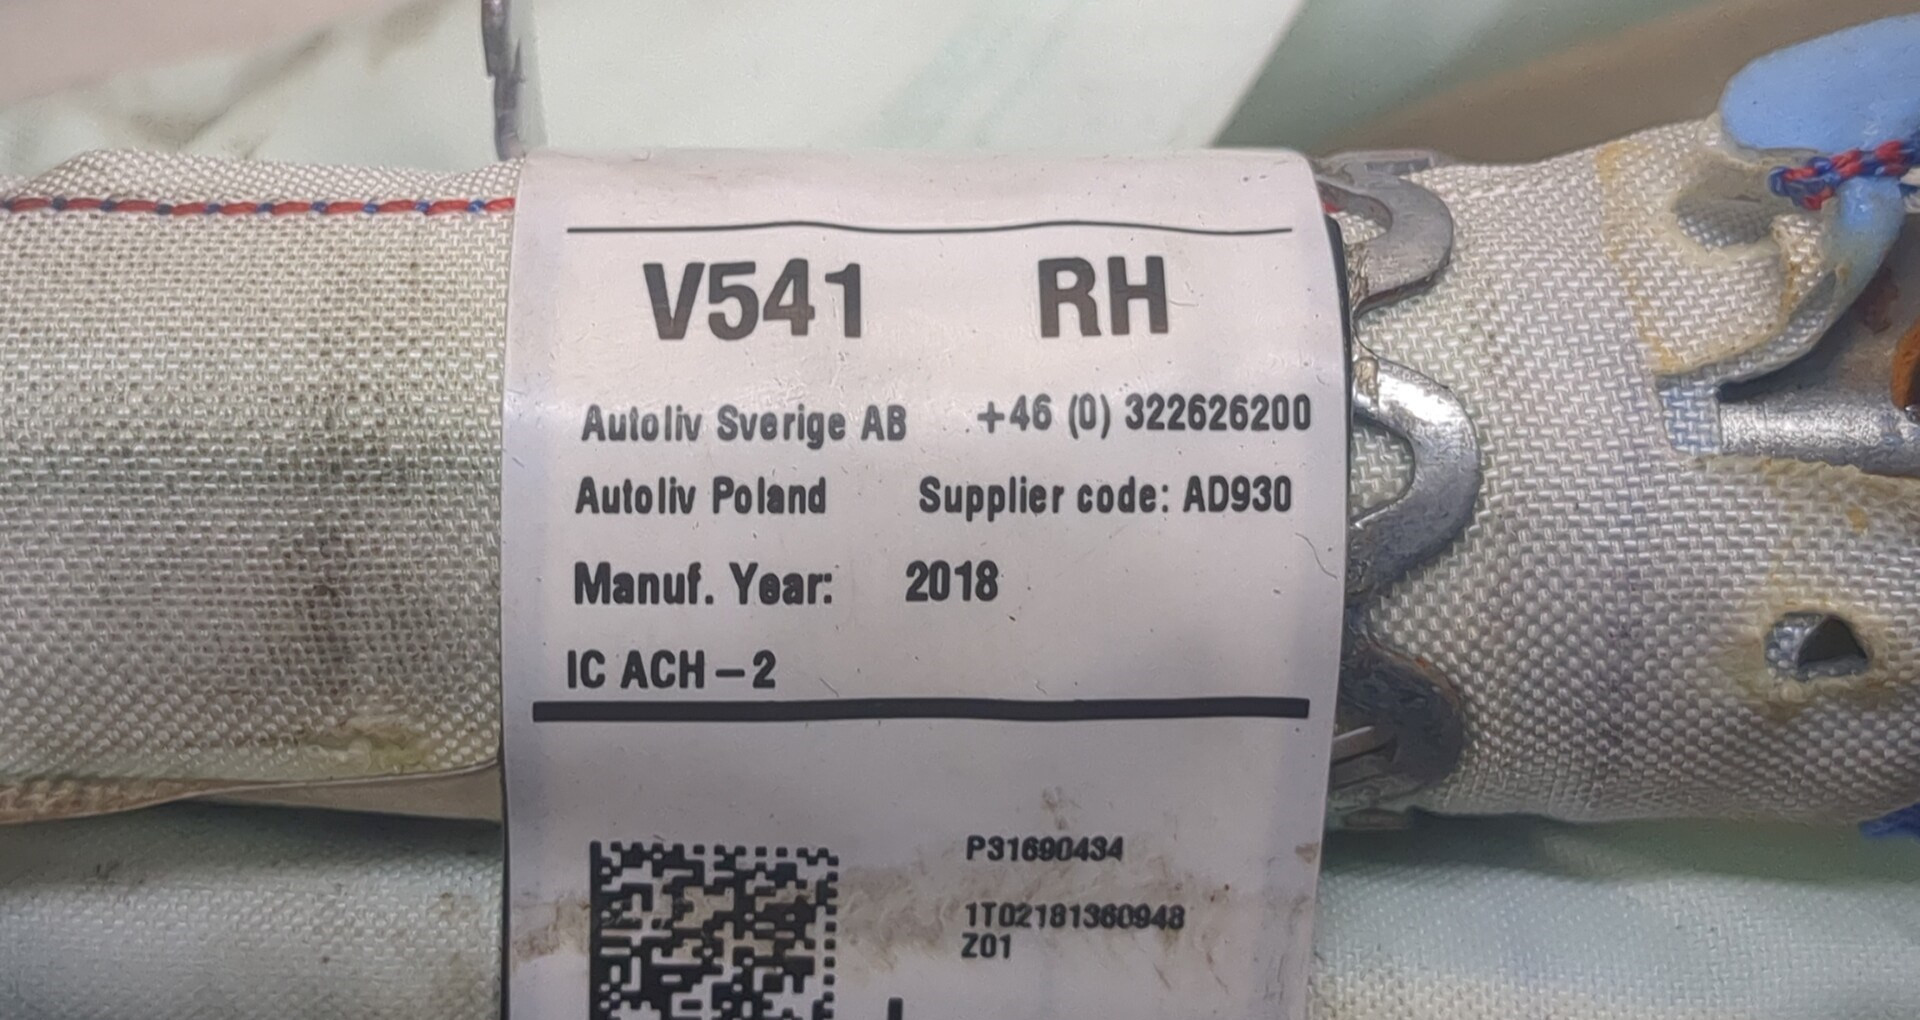 V541 RH
Autoliv Sverige AB +46 (0) 322626200
Autoliv Poland Supplier code: AD930
Manuf. Year: 2018
IC ACH-2
P31690434
1T02181360948
Z01